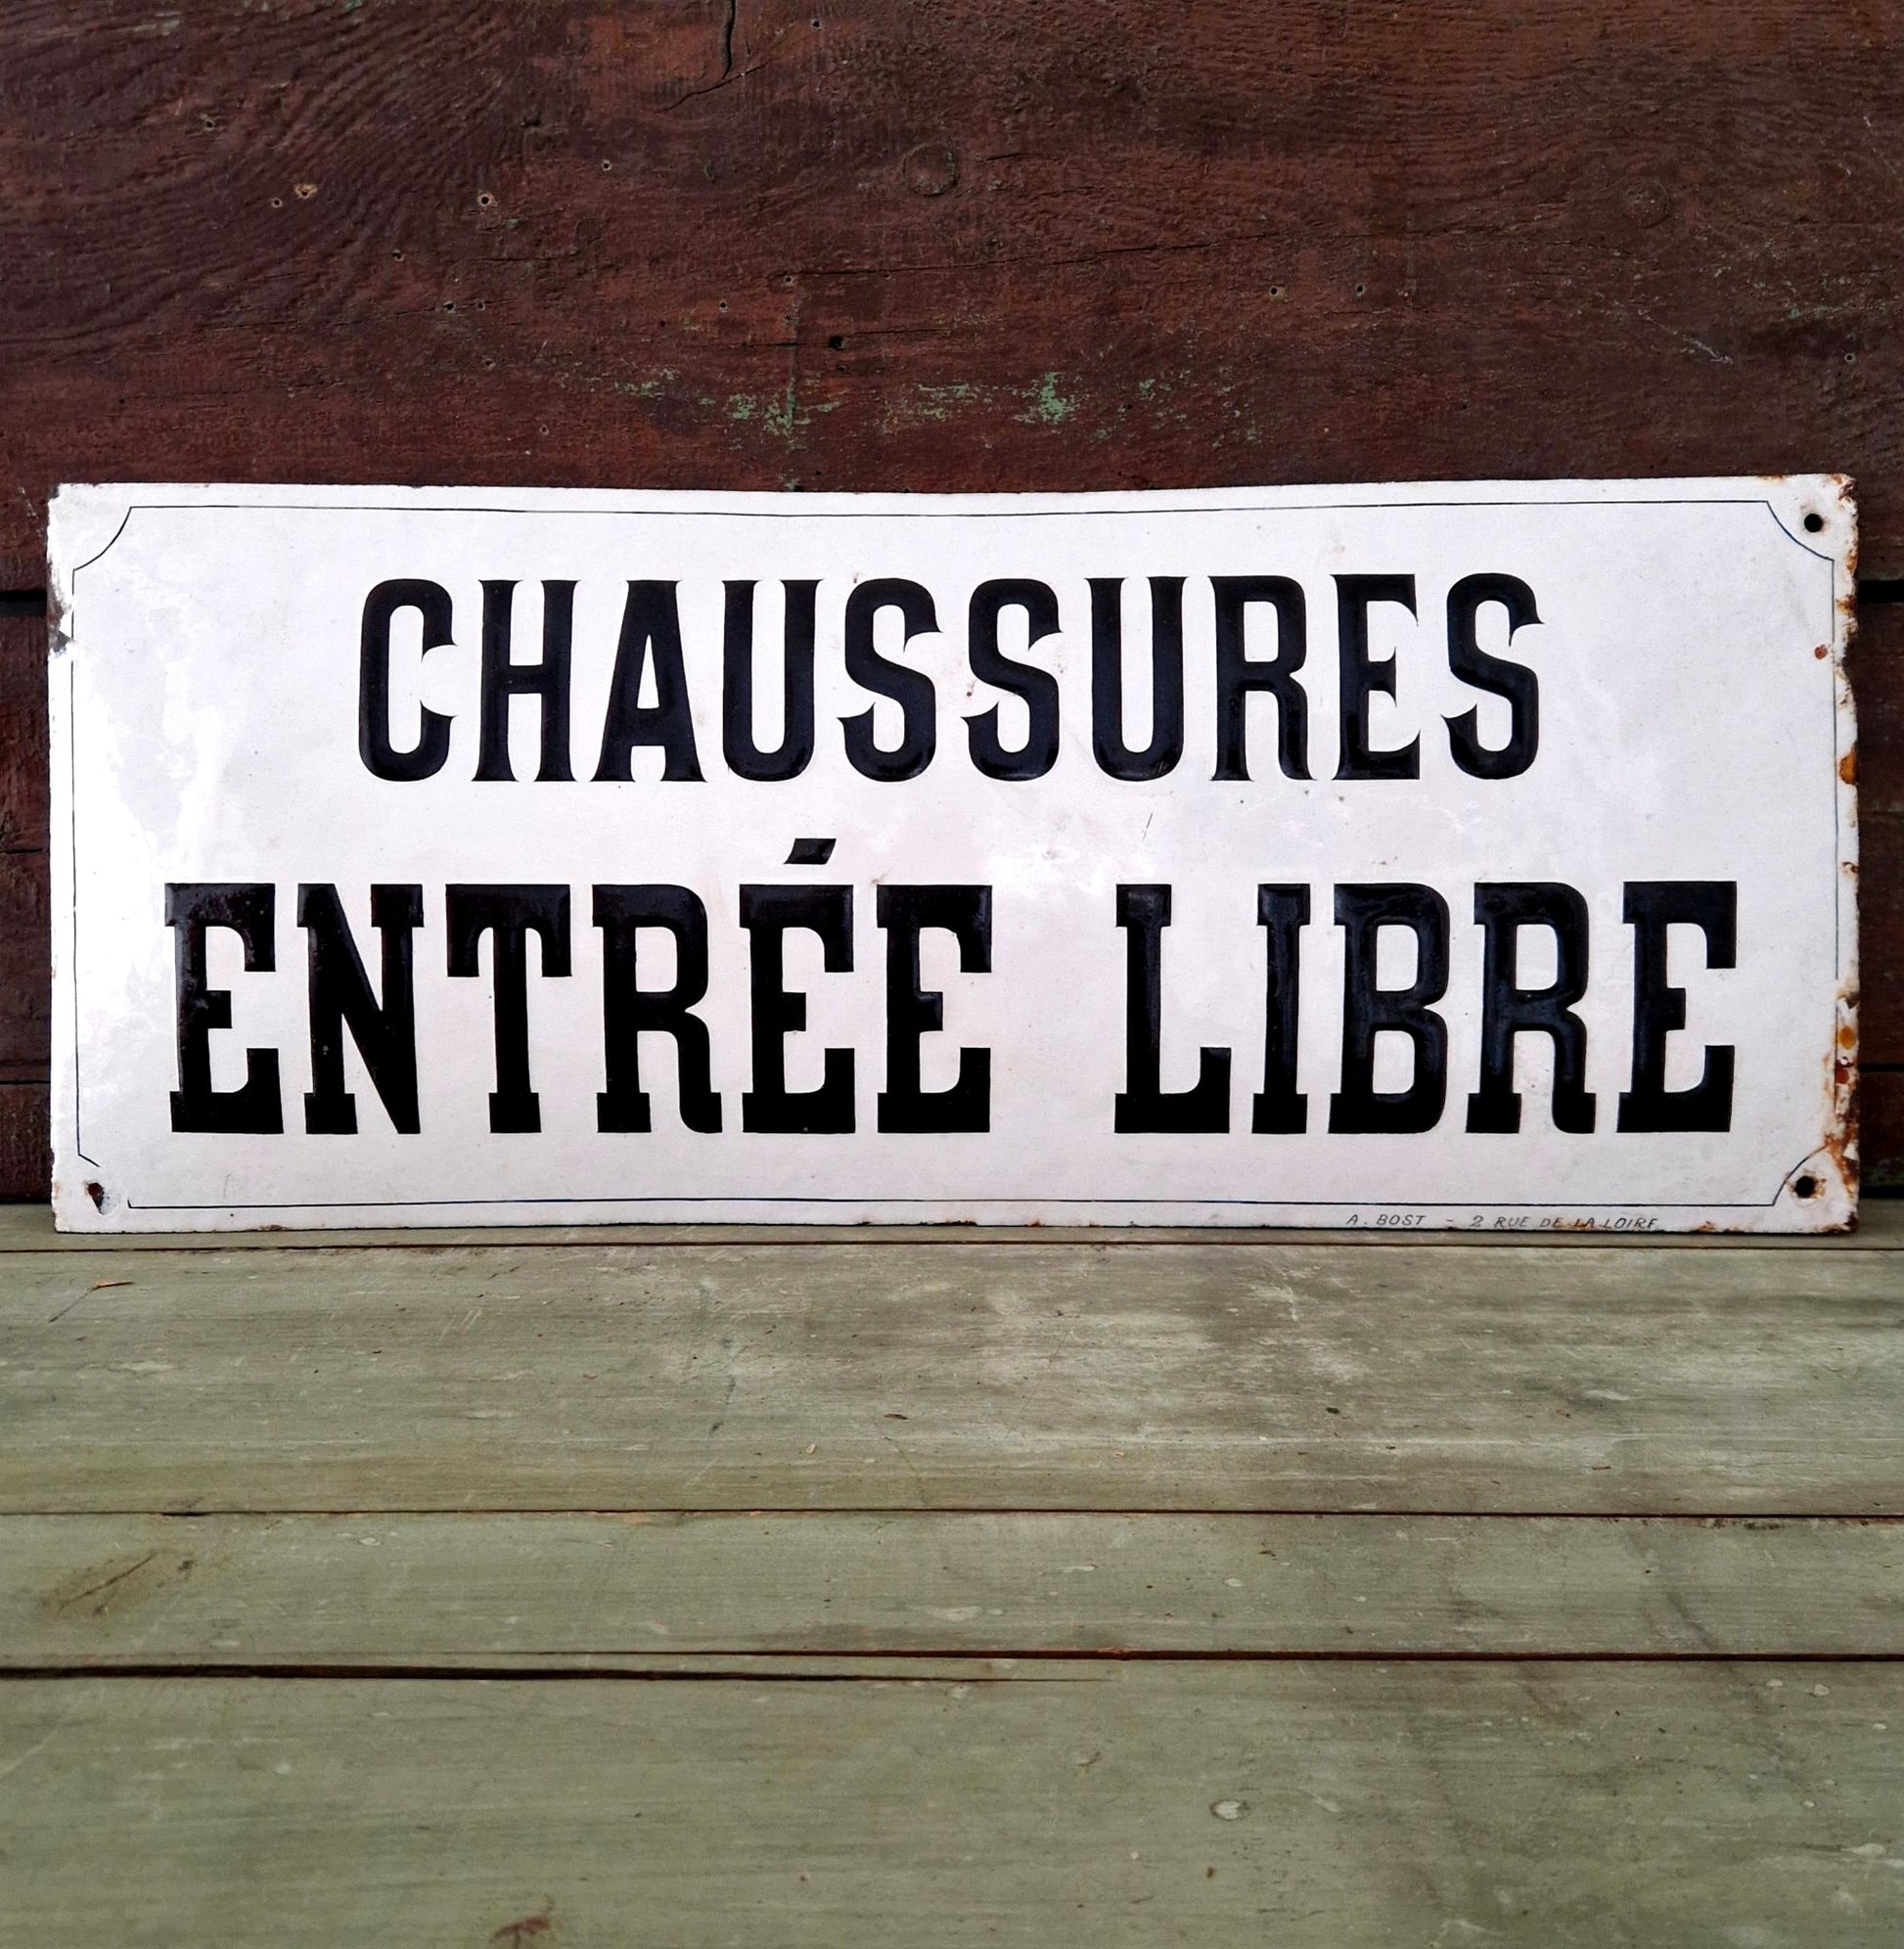 CHAUSSURES
ENTRÉE LIBRE
A. BOST - 2 RUE DE LA LOIRE